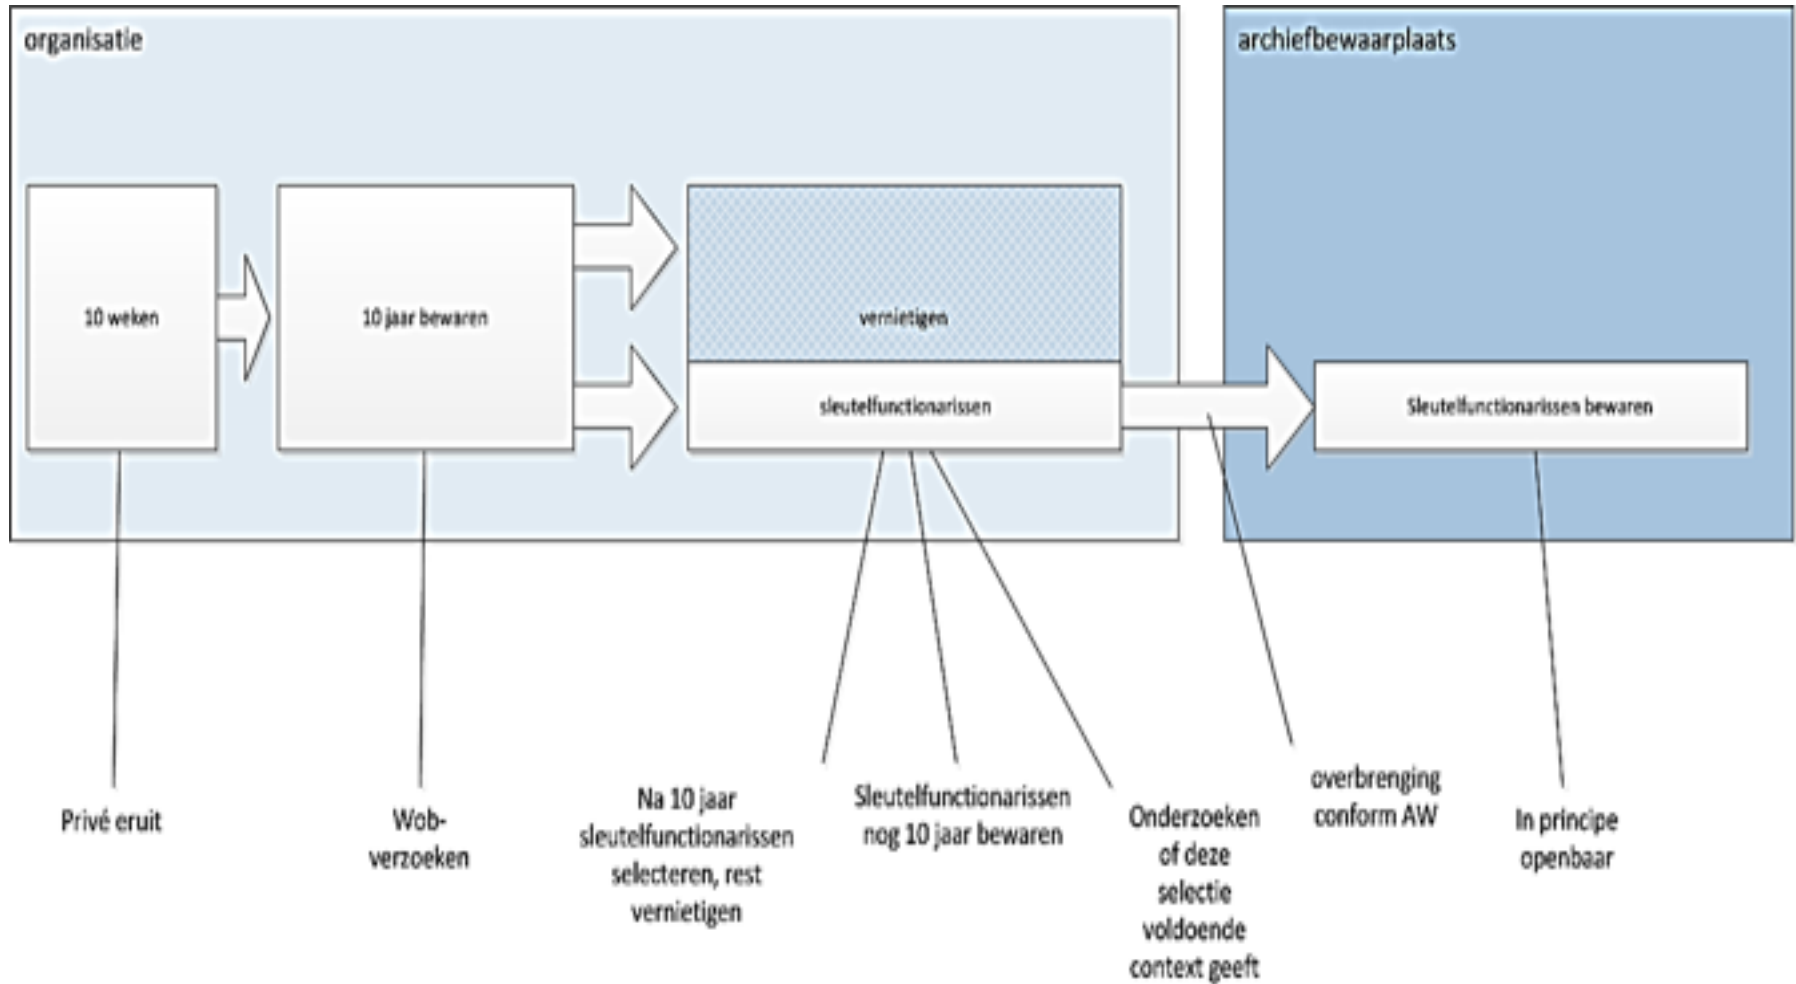 organisatie
archiefbewaarplaats
10 weken
10 jaar bewaren
vernietigen
sleutelfunctionarissen
Sleutelfunctionarissen bewaren
Privé eruit
Wob-
verzoeken
Na 10 jaar
sleutelfunctionarissen
selecteren, rest
vernietigen
Sleutelfunctionarissen
nog 10 jaar bewaren
Onderzoeken
of deze
selectie
voldoende
context geeft
overbrenging
conform AW
In principe
openbaar